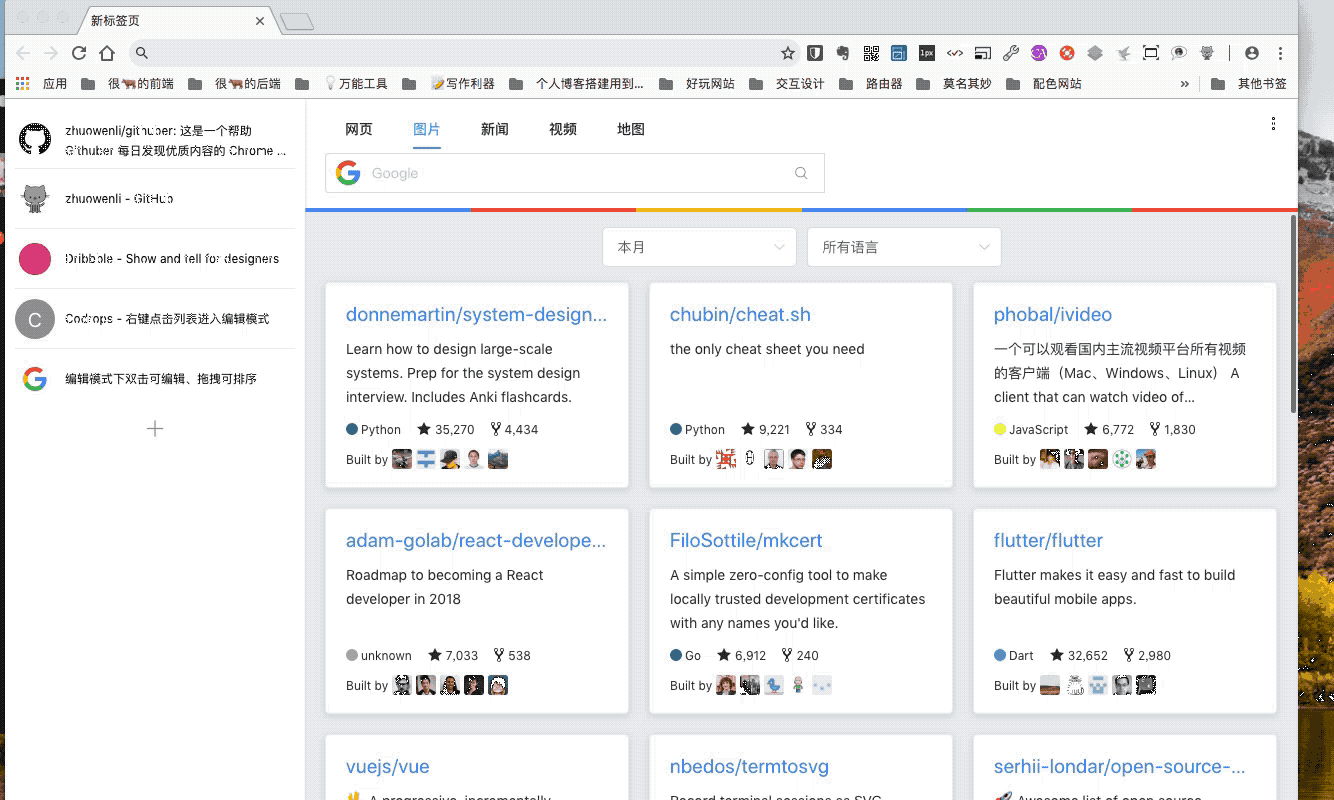 新标签页
应用
很🐂的前端
很🐂的后端
万能工具
写作利器
个人博客搭建用到...
好玩网站
交互设计
路由器
莫名其妙
配色网站
»
其他书签
1px
zhuowenli/githuber: 这是一个帮助
Githuber 每日发现优质内容的 Chrome ...
zhuowenli - GitHub
Dribbble - Show and tell for designers
C
Codrops - 右键点击列表进入编辑模式
编辑模式下双击可编辑、拖拽可排序
网页
图片
新闻
视频
地图
Google
本月
所有语言
donnemartin/system-design...
Learn how to design large-scale
systems. Prep for the system design
interview. Includes Anki flashcards.
Python 35,270 4,434
Built by
chubin/cheat.sh
the only cheat sheet you need
Python 9,221 334
Built by
phobal/ivideo
一个可以观看国内主流视频平台所有视频
的客户端（Mac、Windows、Linux） A
client that can watch video of...
JavaScript 6,772 1,830
Built by
adam-golab/react-develope...
Roadmap to becoming a React
developer in 2018
unknown 7,033 538
Built by
FiloSottile/mkcert
A simple zero-config tool to make
locally trusted development certificates
with any names you'd like.
Go 6,912 240
Built by
flutter/flutter
Flutter makes it easy and fast to build
beautiful mobile apps.
Dart 32,652 2,980
Built by
vuejs/vue
A progressive, incrementally
nbedos/termtosvg
Record terminal sessions as SVG
serhii-londar/open-source-...
Awesome list of open source